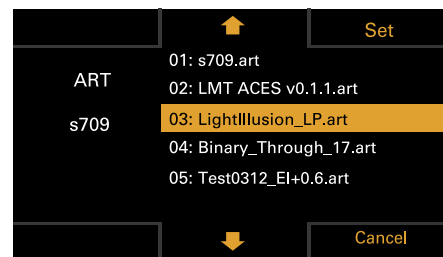 Set
ART
s709
01: s709.art
02: LMT ACES v0.1.1.art
03: LightIllusion_LP.art
04: Binary_Through_17.art
05: Test0312_EI+0.6.art
Cancel